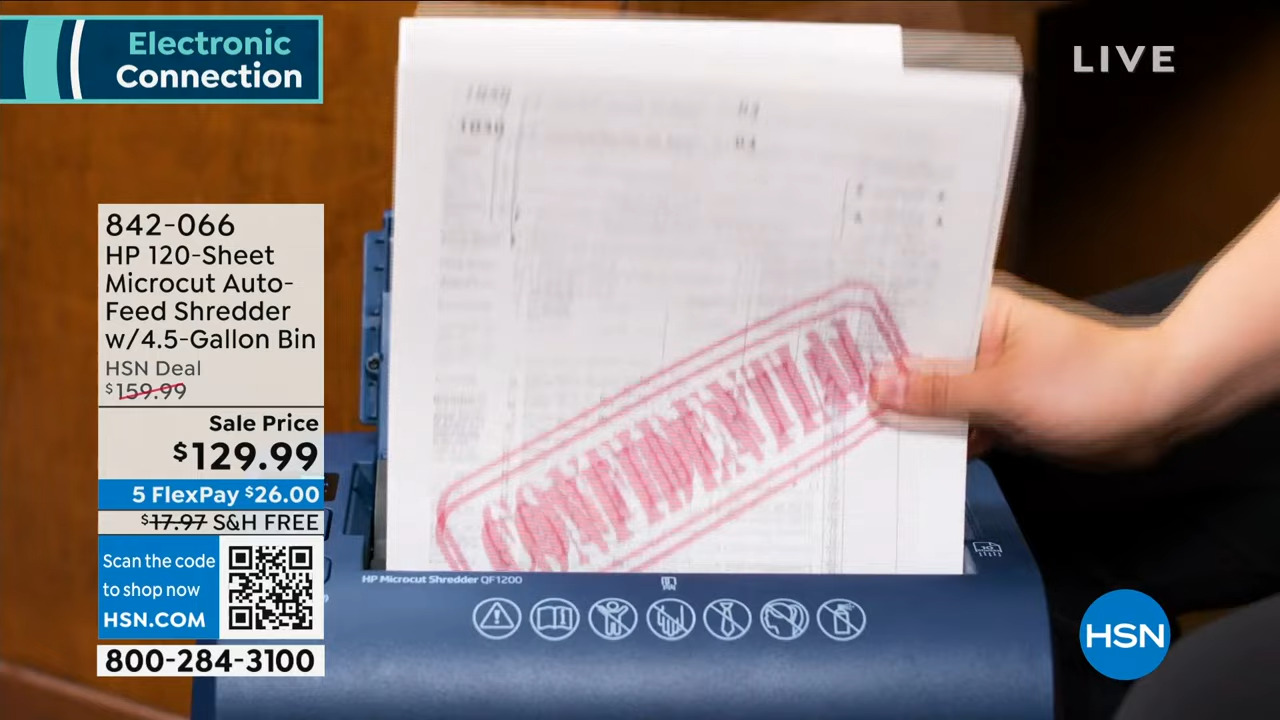 Electronic
Connection
LIVE
842-066
HP 120-Sheet
Microcut Auto-
Feed Shredder
w/4.5-Gallon Bin
HSN Deal
$159.99
Sale Price
$129.99
5 FlexPay $26.00
$17.97 S&H FREE
Scan the code
to shop now
HSN.COM
800-284-3100
1040
1040
CONFIDENTIAL
HP Microcut Shredder QF1200
HSN